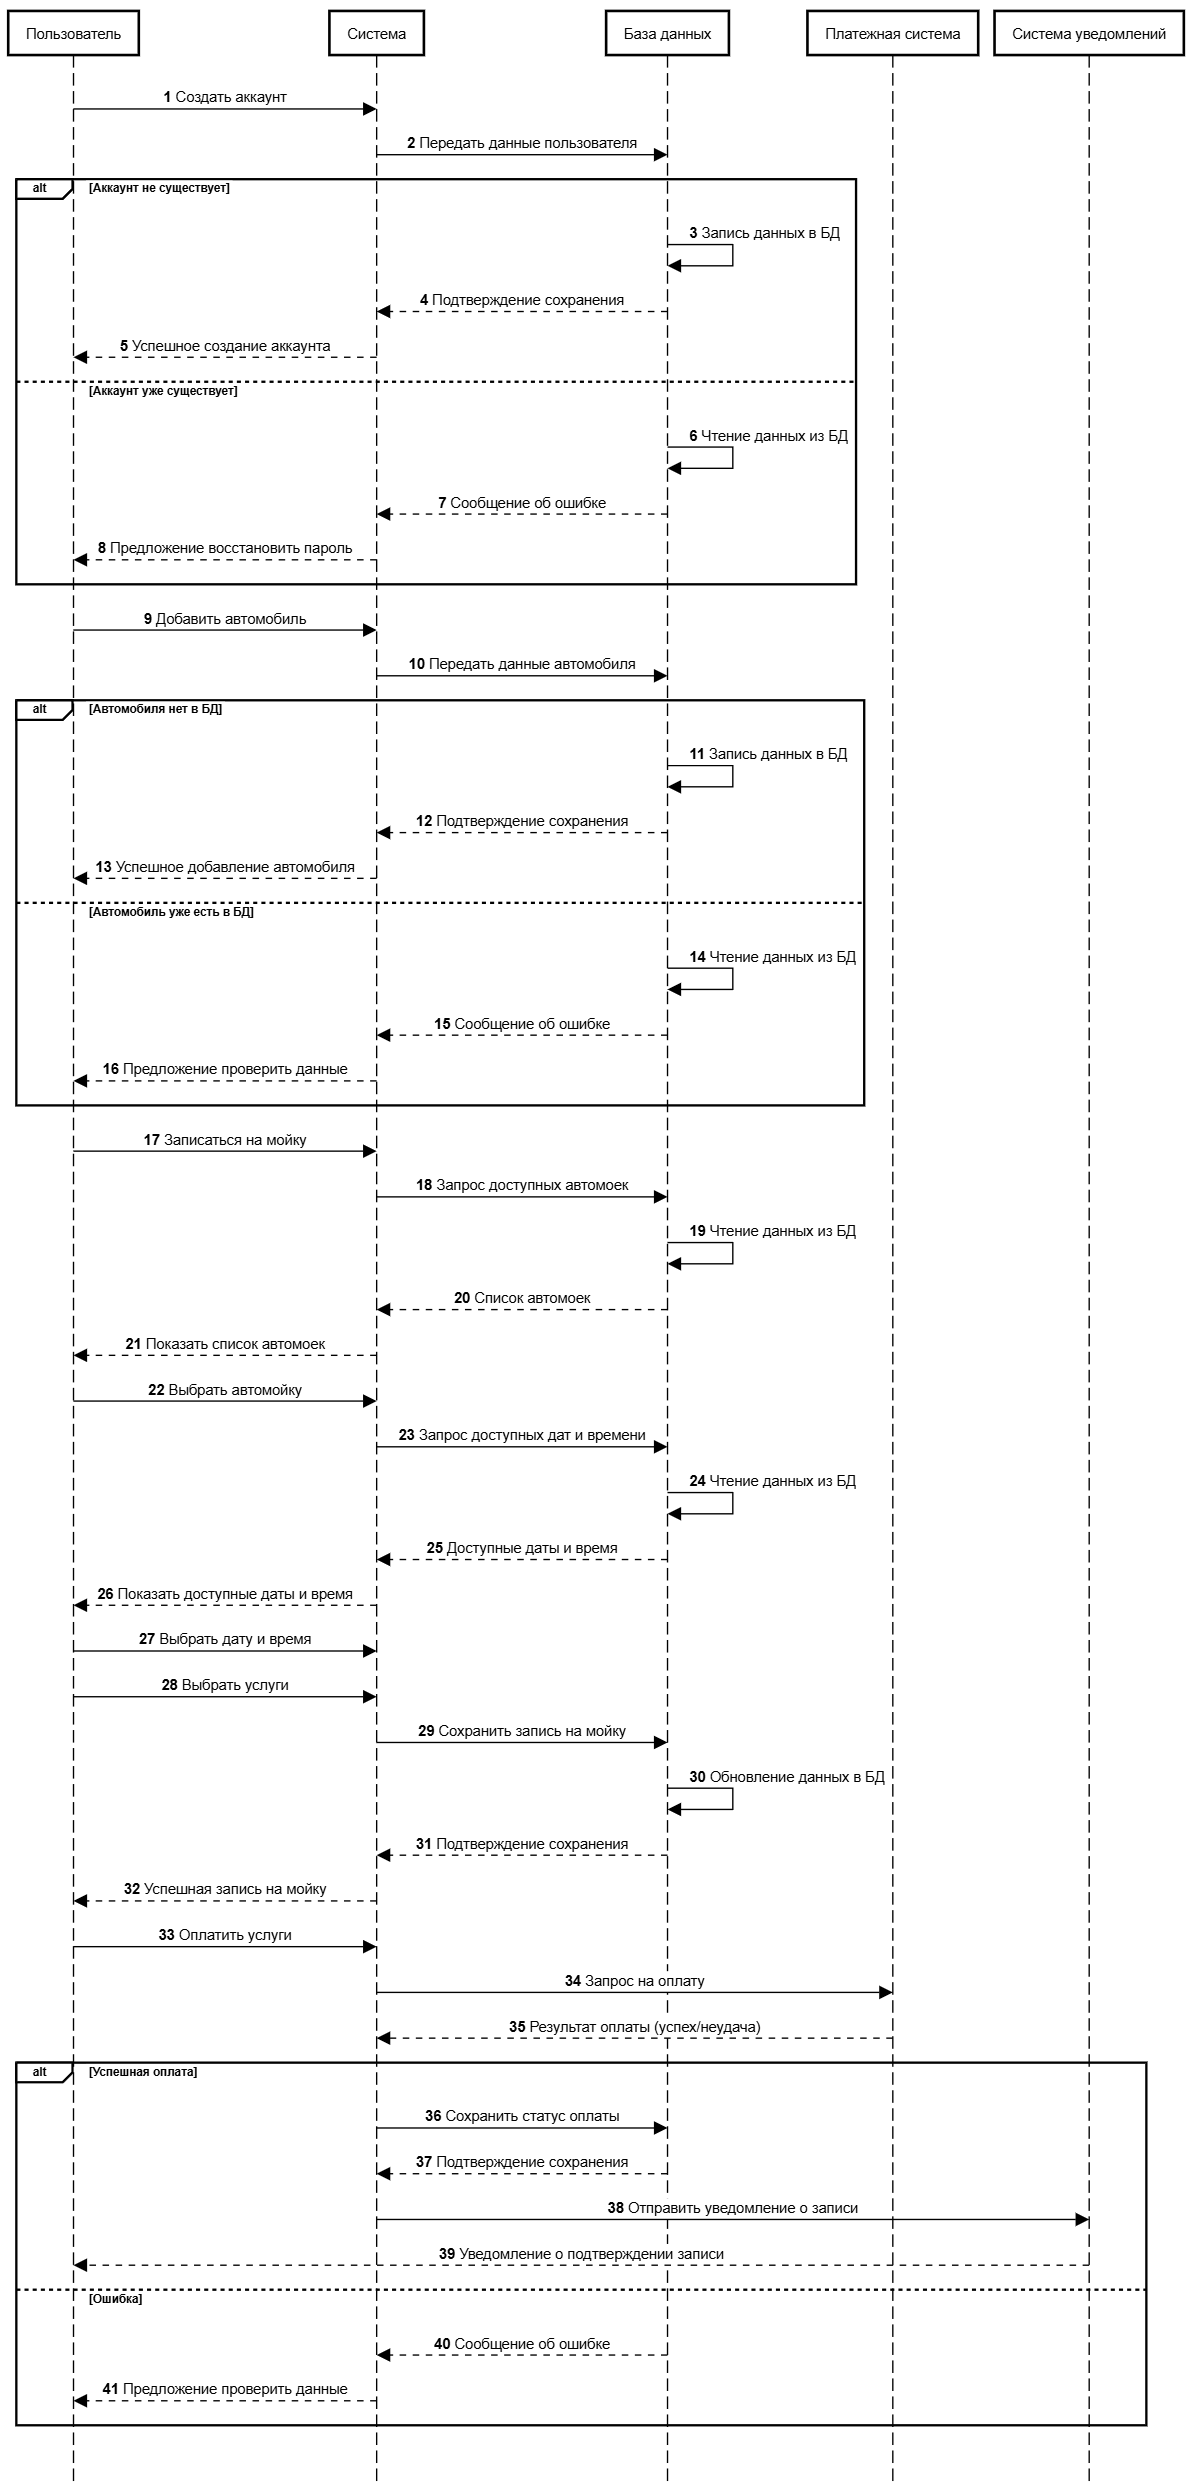 Пользователь
Система
База данных
Платежная система
Система уведомлений
1 Создать аккаунт
2 Передать данные пользователя
alt
[Аккаунт не существует]
3 Запись данных в БД
4 Подтверждение сохранения
5 Успешное создание аккаунта
[Аккаунт уже существует]
6 Чтение данных из БД
7 Сообщение об ошибке
8 Предложение восстановить пароль
9 Добавить автомобиль
10 Передать данные автомобиля
alt
[Автомобиля нет в БД]
11 Запись данных в БД
12 Подтверждение сохранения
13 Успешное добавление автомобиля
[Автомобиль уже есть в БД]
14 Чтение данных из БД
15 Сообщение об ошибке
16 Предложение проверить данные
17 Записаться на мойку
18 Запрос доступных автомоек
19 Чтение данных из БД
20 Список автомоек
21 Показать список автомоек
22 Выбрать автомойку
23 Запрос доступных дат и времени
24 Чтение данных из БД
25 Доступные даты и время
26 Показать доступные даты и время
27 Выбрать дату и время
28 Выбрать услуги
29 Сохранить запись на мойку
30 Обновление данных в БД
31 Подтверждение сохранения
32 Успешная запись на мойку
33 Оплатить услуги
34 Запрос на оплату
35 Результат оплаты (успех/неудача)
alt
[Успешная оплата]
36 Сохранить статус оплаты
37 Подтверждение сохранения
38 Отправить уведомление о записи
39 Уведомление о подтверждении записи
[Ошибка]
40 Сообщение об ошибке
41 Предложение проверить данные